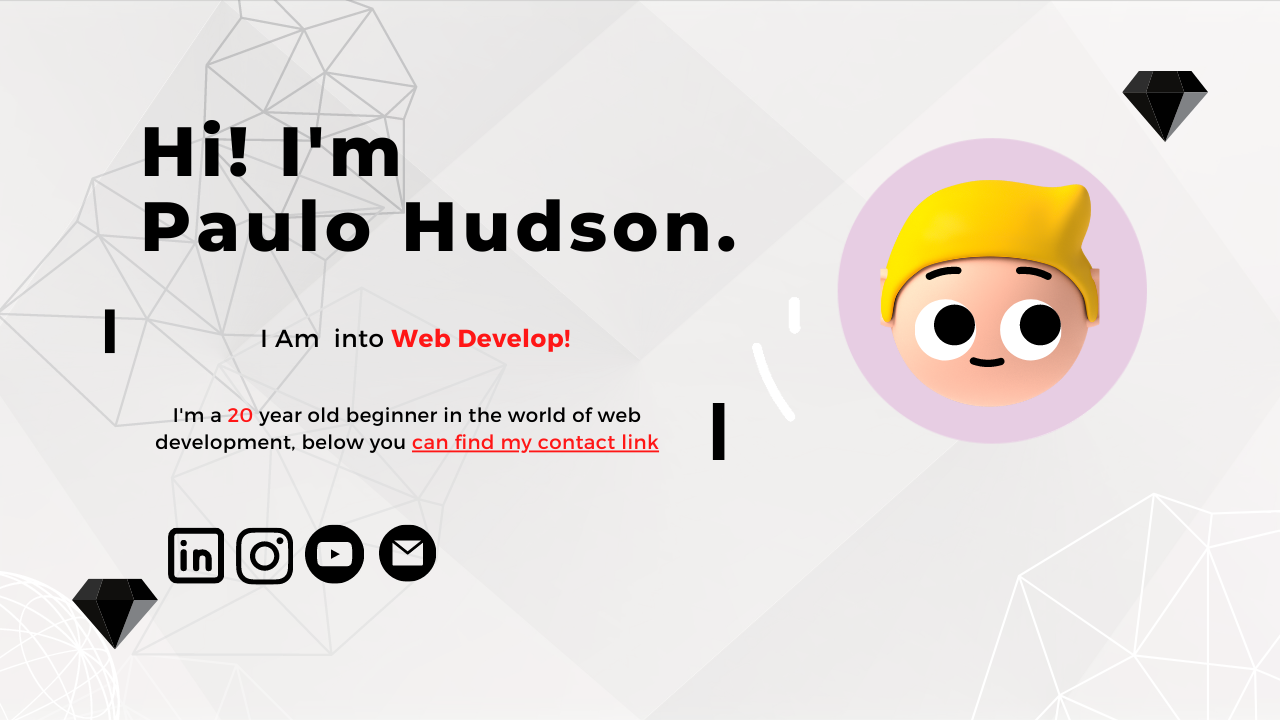 Hi! I'm
Paulo Hudson.
I Am  into Web Develop!
I'm a 20 year old beginner in the world of web
development, below you can find my contact link
in